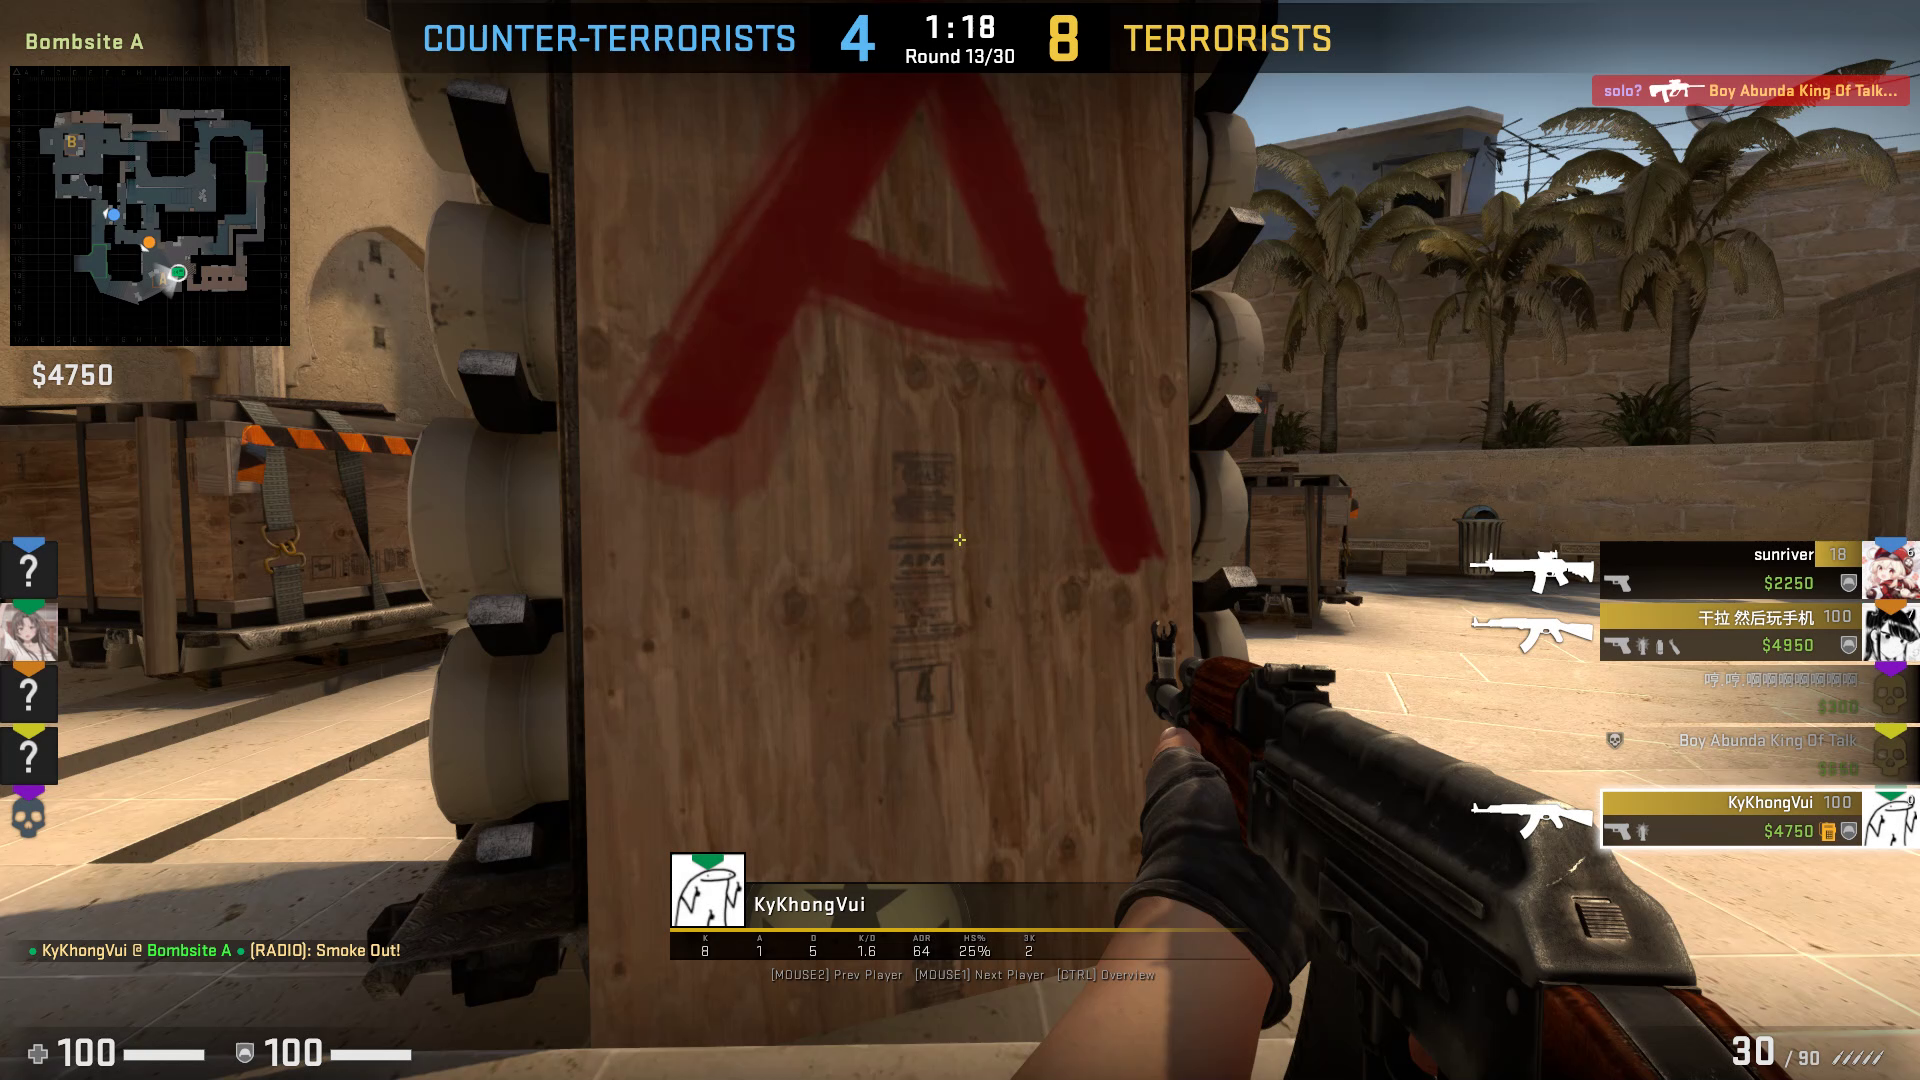 Bombsite A
COUNTER-TERRORISTS 4 1:18 8 TERRORISTS
Round 13/30
solo? Boy Abunda King Of Talk...
B
A
$4750
A
APA
4
?
?
?
sunriver 18
$2250
干拉 然后玩手机 100
$4950
$300
Boy Abunda King Of Talk
KyKhongVui 100
$4750
KyKhongVui
K A D K/D ADR HS% 3K
8 1 5 1.6 64 25% 2
[MOUSE2] Prev Player [MOUSE1] Next Player [CTRL] Overview
• KyKhongVui @ Bombsite A • (RADIO): Smoke Out!
100 100
30 / 90